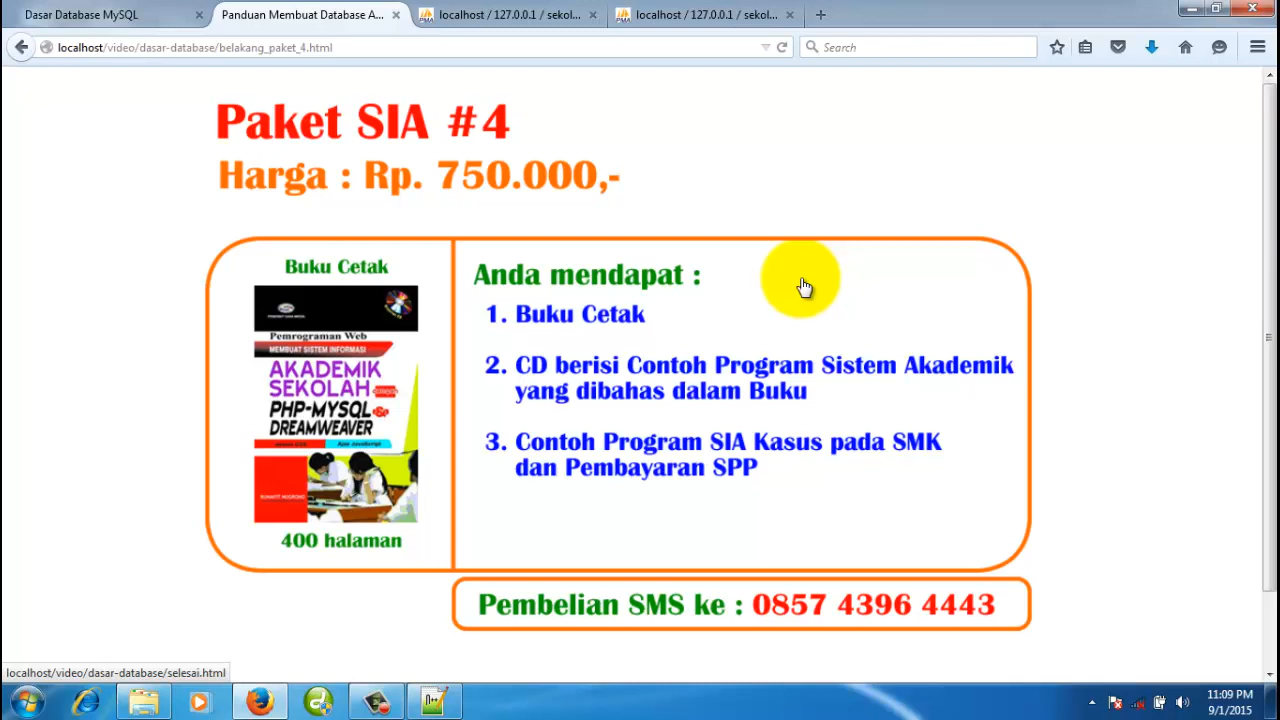 Dasar Database MySQL
Panduan Membuat Database A...
localhost / 127.0.0.1 / sekol...
localhost / 127.0.0.1 / sekol...
localhost/video/dasar-database/belakang_paket_4.html
Search
Paket SIA #4
Harga : Rp. 750.000,-
Buku Cetak
Pemrograman Web
MEMBUAT SISTEM INFORMASI
AKADEMIK
SEKOLAH
PHP-MYSQL
DREAMWEAVER
400 halaman
Anda mendapat :
1. Buku Cetak
2. CD berisi Contoh Program Sistem Akademik
yang dibahas dalam Buku
3. Contoh Program SIA Kasus pada SMK
dan Pembayaran SPP
Pembelian SMS ke : 0857 4396 4443
localhost/video/dasar-database/selesai.html
11:09 PM
9/1/2015